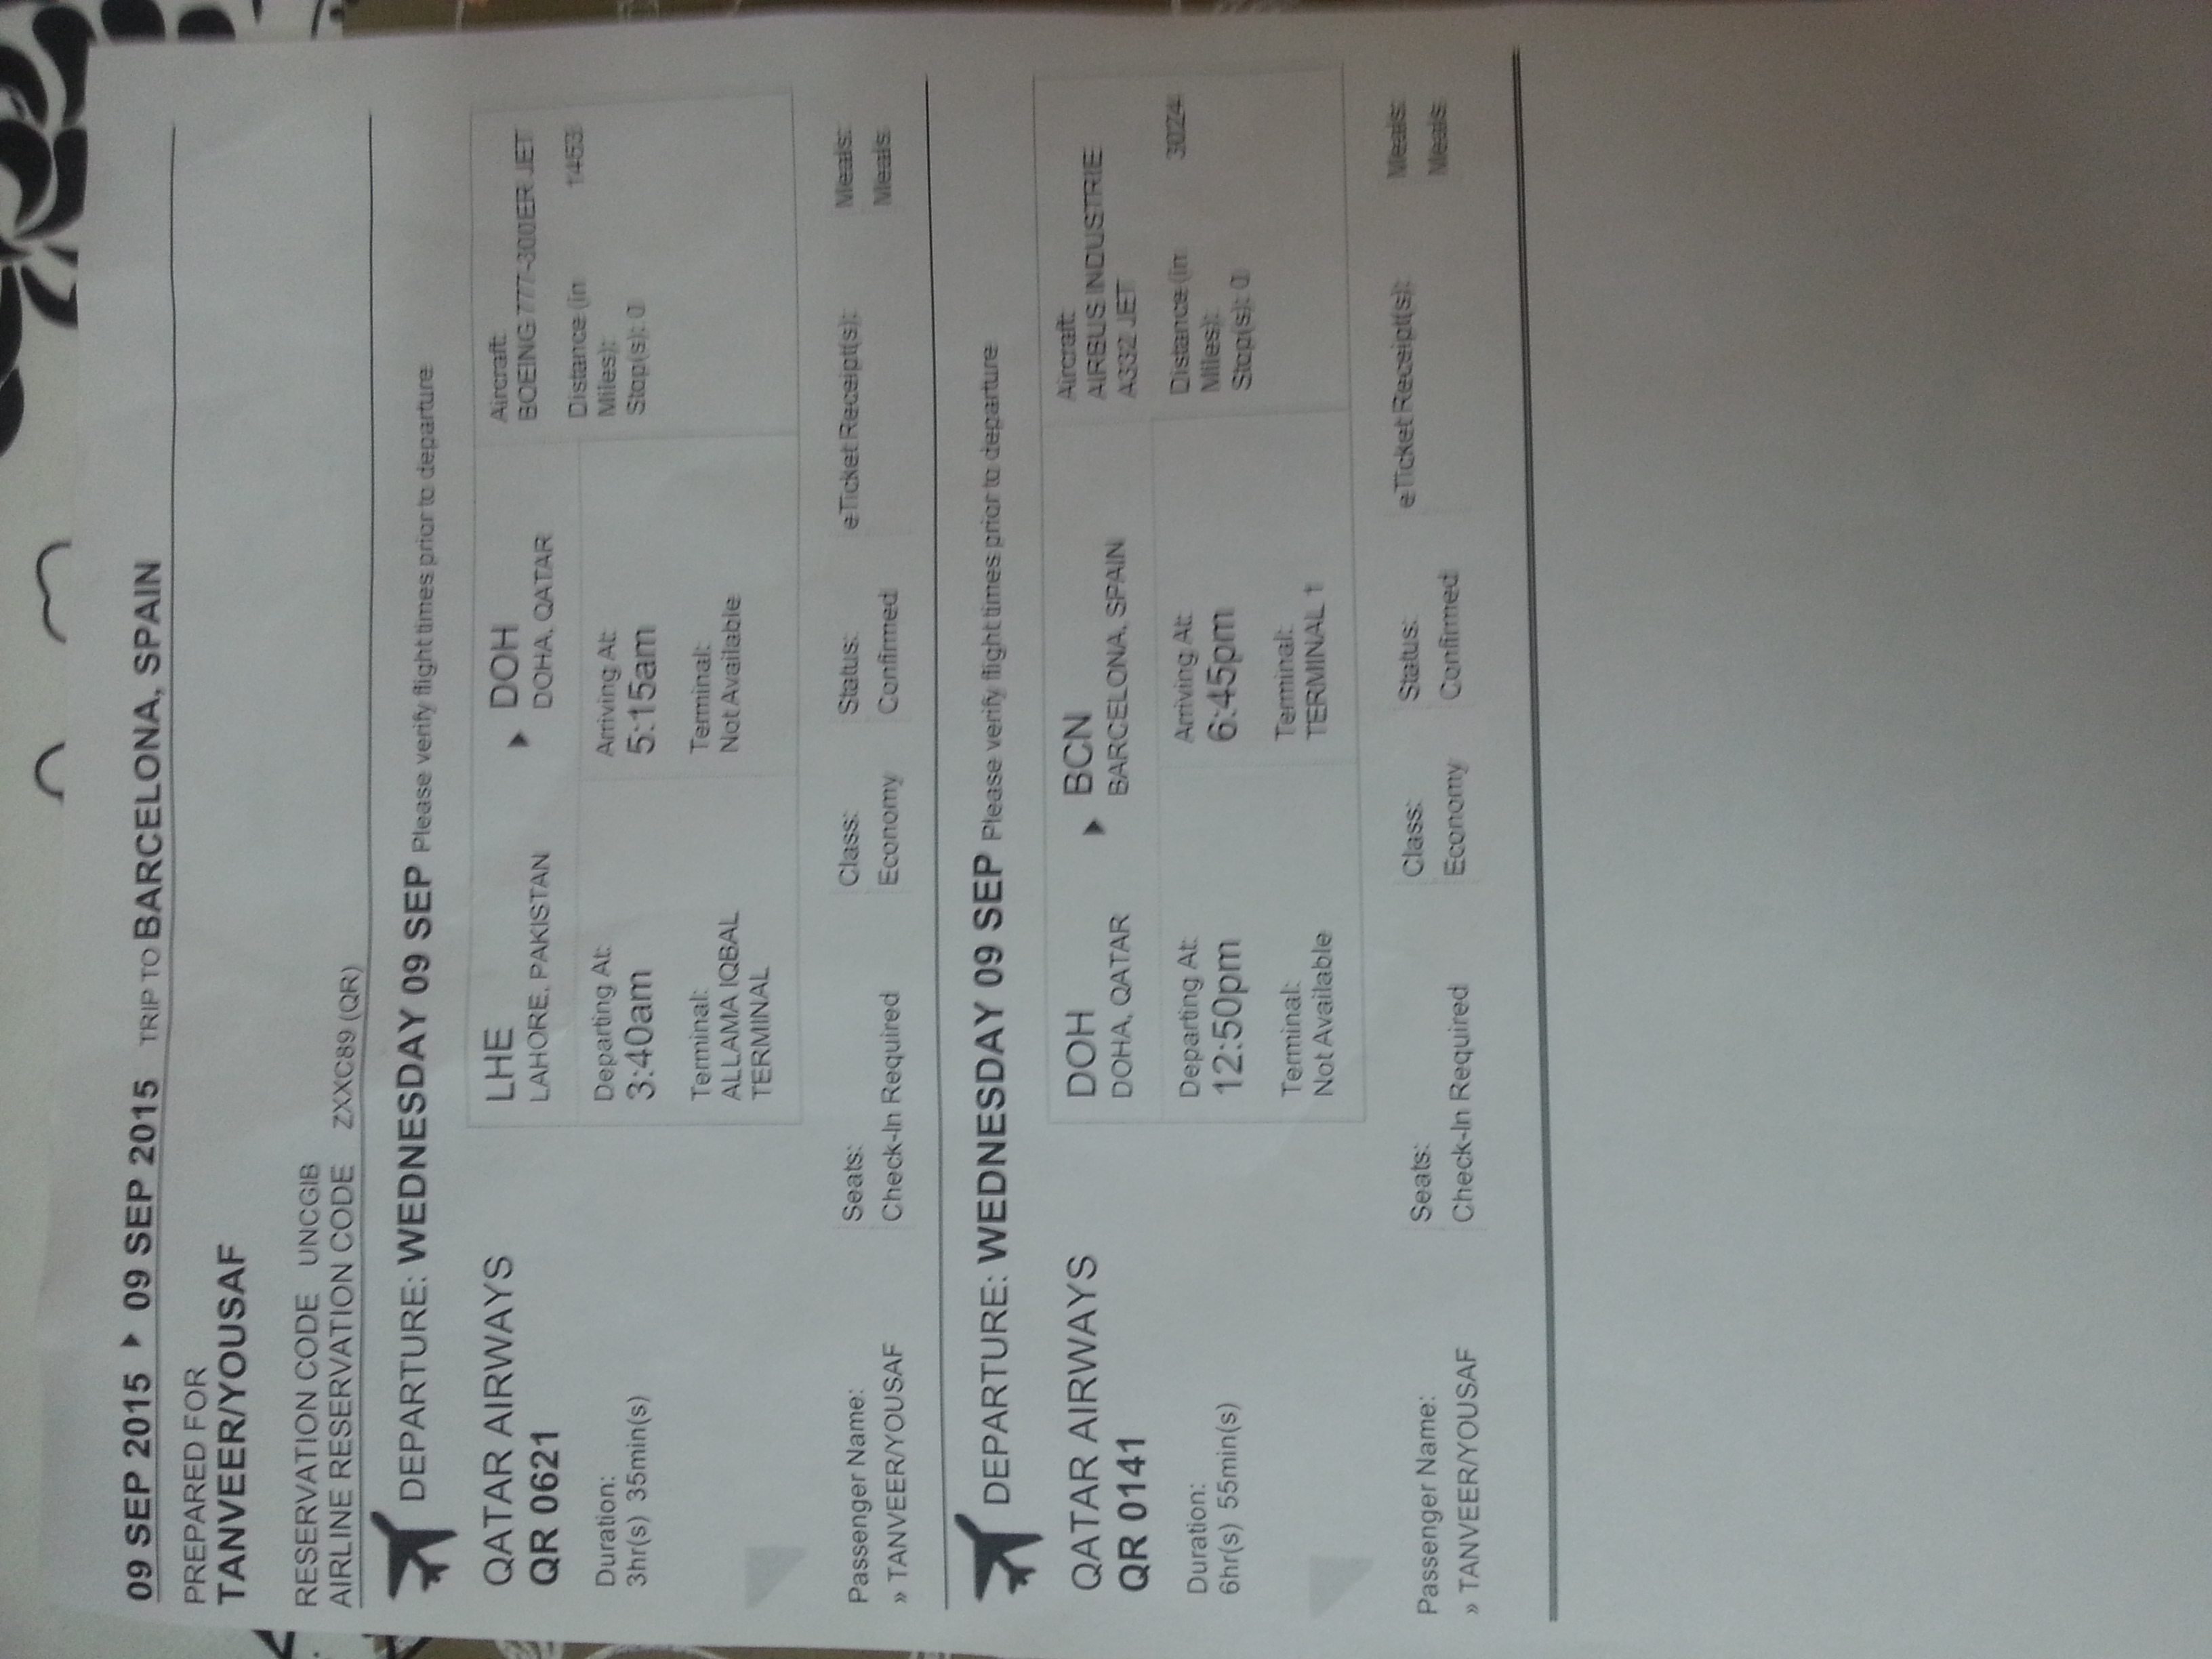 09 SEP 2015 ▶ 09 SEP 2015 TRIP TO BARCELONA, SPAIN
PREPARED FOR
TANVEER/YOUSAF
RESERVATION CODE UNCGIB
AIRLINE RESERVATION CODE ZXXC89 (QR)
DEPARTURE: WEDNESDAY 09 SEP Please verify flight times prior to departure
QATAR AIRWAYS
QR 0621
Duration:
3hr(s) 35min(s)
LHE
LAHORE, PAKISTAN
▶ DOH
DOHA, QATAR
Departing At:
3:40am
Terminal:
ALLAMA IQBAL
TERMINAL
Arriving At:
5:15am
Terminal:
Not Available
Aircraft:
BOEING 777-300ER JET
Distance (in 1453
Miles):
Stop(s): 0
Passenger Name: Seats: Class: Status: eTicket Receipt(s): Meals:
» TANVEER/YOUSAF Check-In Required Economy Confirmed Meals
DEPARTURE: WEDNESDAY 09 SEP Please verify flight times prior to departure
QATAR AIRWAYS
QR 0141
Duration:
6hr(s) 55min(s)
DOH
DOHA, QATAR
▶ BCN
BARCELONA, SPAIN
Departing At:
12:50pm
Terminal:
Not Available
Arriving At:
6:45pm
Terminal:
TERMINAL 1
Aircraft:
AIRBUS INDUSTRIE
A332 JET
Distance (in 3024
Miles):
Stop(s): 0
Passenger Name: Seats: Class: Status: eTicket Receipt(s): Meals:
» TANVEER/YOUSAF Check-In Required Economy Confirmed Meals